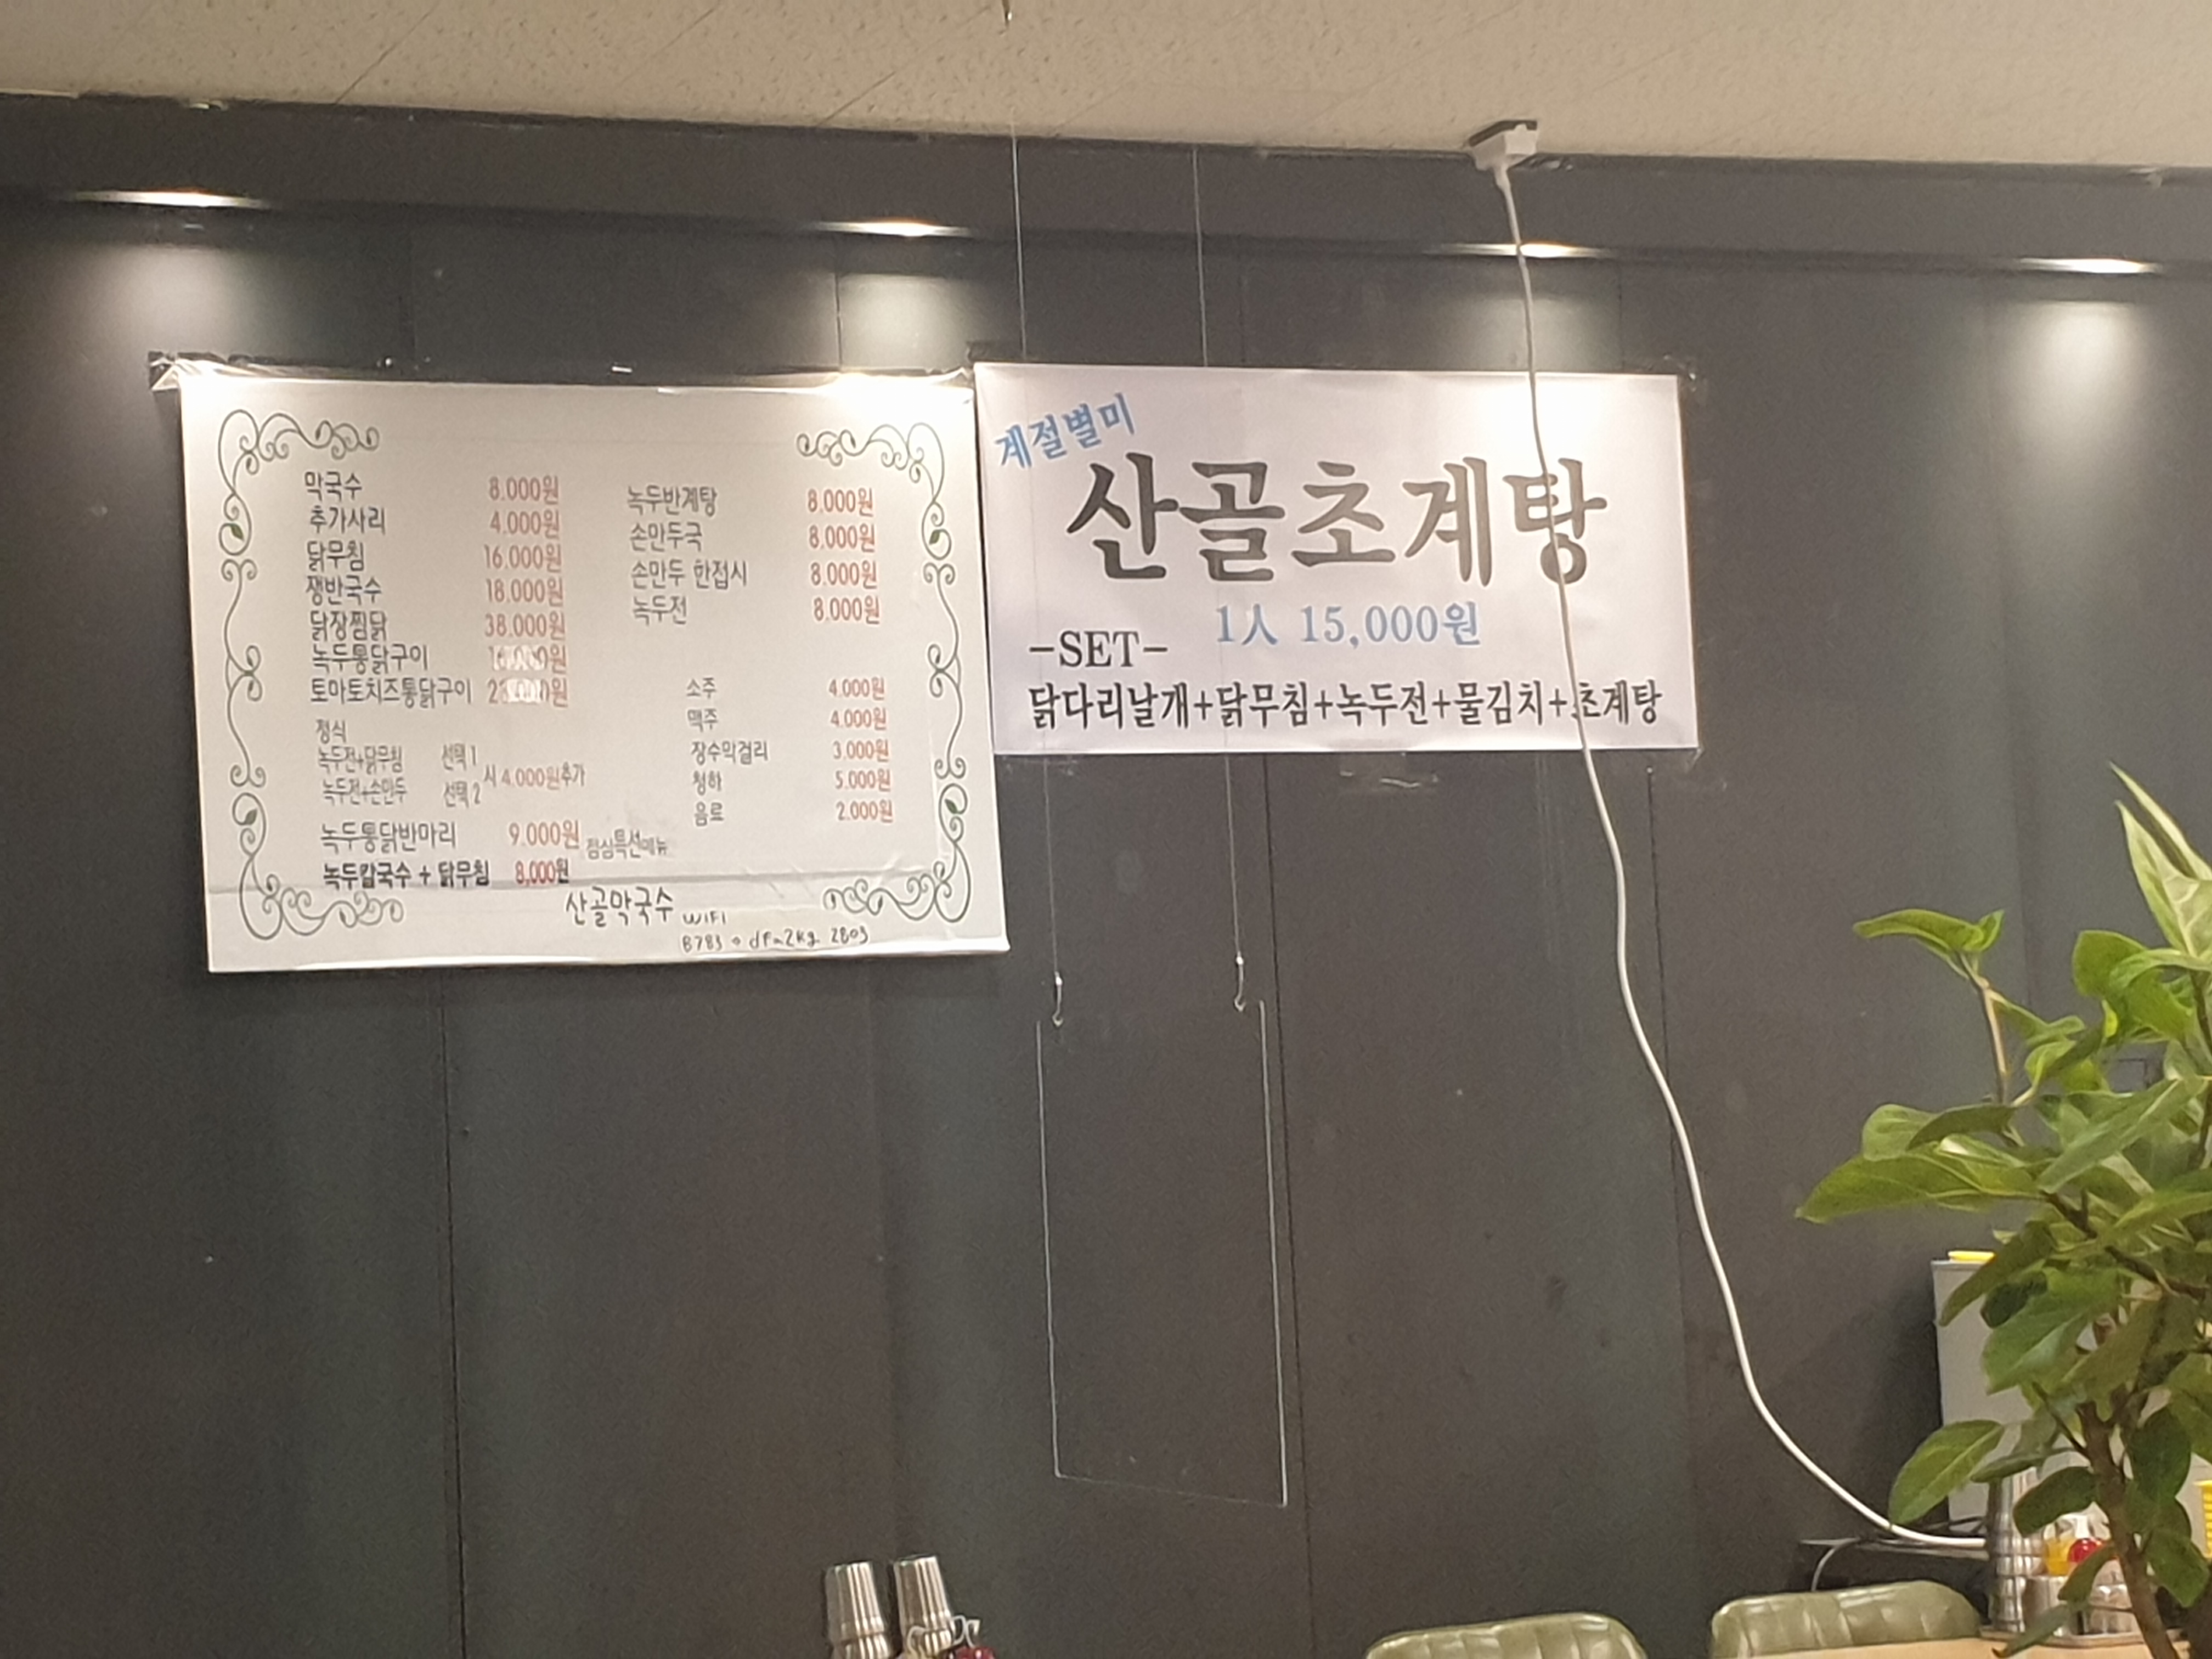 막국수 8.000원
추가사리 4.000원
닭무침 16.000원
쟁반국수 18.000원
닭장찜닭 38.000원
녹두통닭구이
토마토치즈통닭구이
정식
녹두전+닭무침 선택 1
녹두전+손만두 선택 2
시 4.000원추가
녹두통닭반마리 9.000원 점심특선메뉴
녹두칼국수 + 닭무침 8,000원
녹두반계탕 8.000원
손만두국 8.000원
손만두 한접시 8.000원
녹두전 8.000원
소주 4.000원
맥주 4.000원
장수막걸리 3.000원
청하 5.000원
음료 2.000원
산골막국수 WIFI
계절별미
산골초계탕
1人 15,000원
-SET-
닭다리날개+닭무침+녹두전+물김치+초계탕